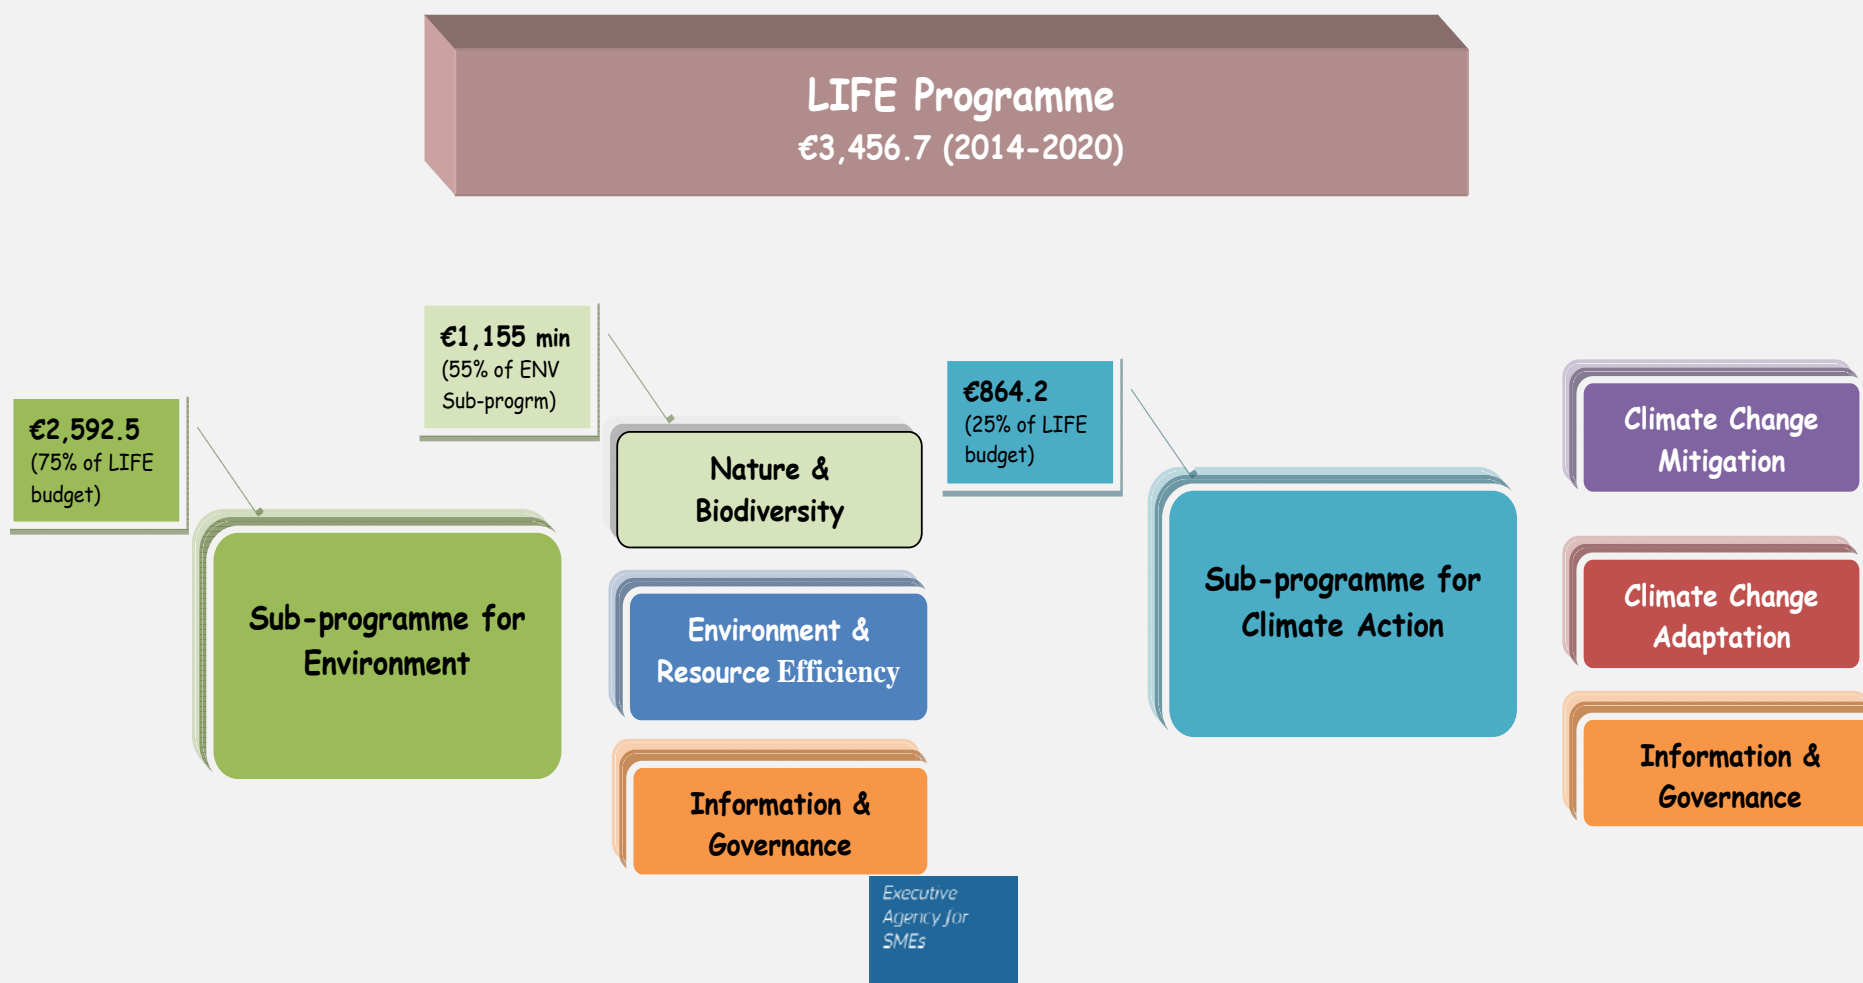 LIFE Programme
€3,456.7 (2014-2020)
€2,592.5
(75% of LIFE
budget)
Sub-programme for
Environment
€1,155 min
(55% of ENV
Sub-progrm)
Nature &
Biodiversity
Environment &
Resource Efficiency
Information &
Governance
€864.2
(25% of LIFE
budget)
Sub-programme for
Climate Action
Climate Change
Mitigation
Climate Change
Adaptation
Information &
Governance
Executive
Agency for
SMEs